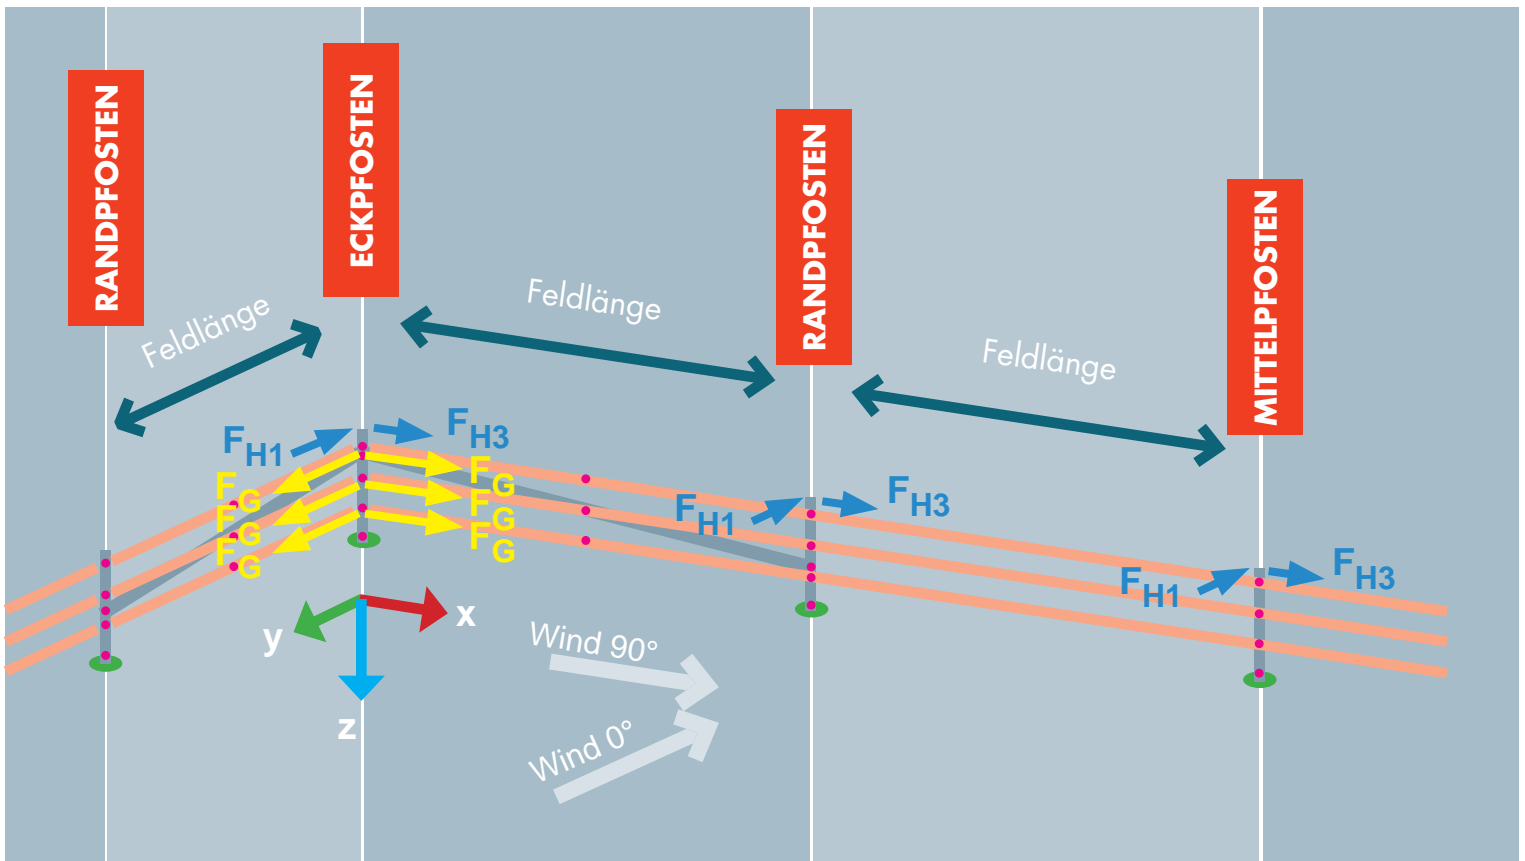 RANDPFOSTEN
ECKPFOSTEN
RANDPFOSTEN
MITTELPFOSTEN
Feldlänge
Feldlänge
Feldlänge
FH1
FH3
FG
FG
FG
FG
FG
FG
FH1
FH3
FH1
FH3
x
y
z
Wind 90°
Wind 0°